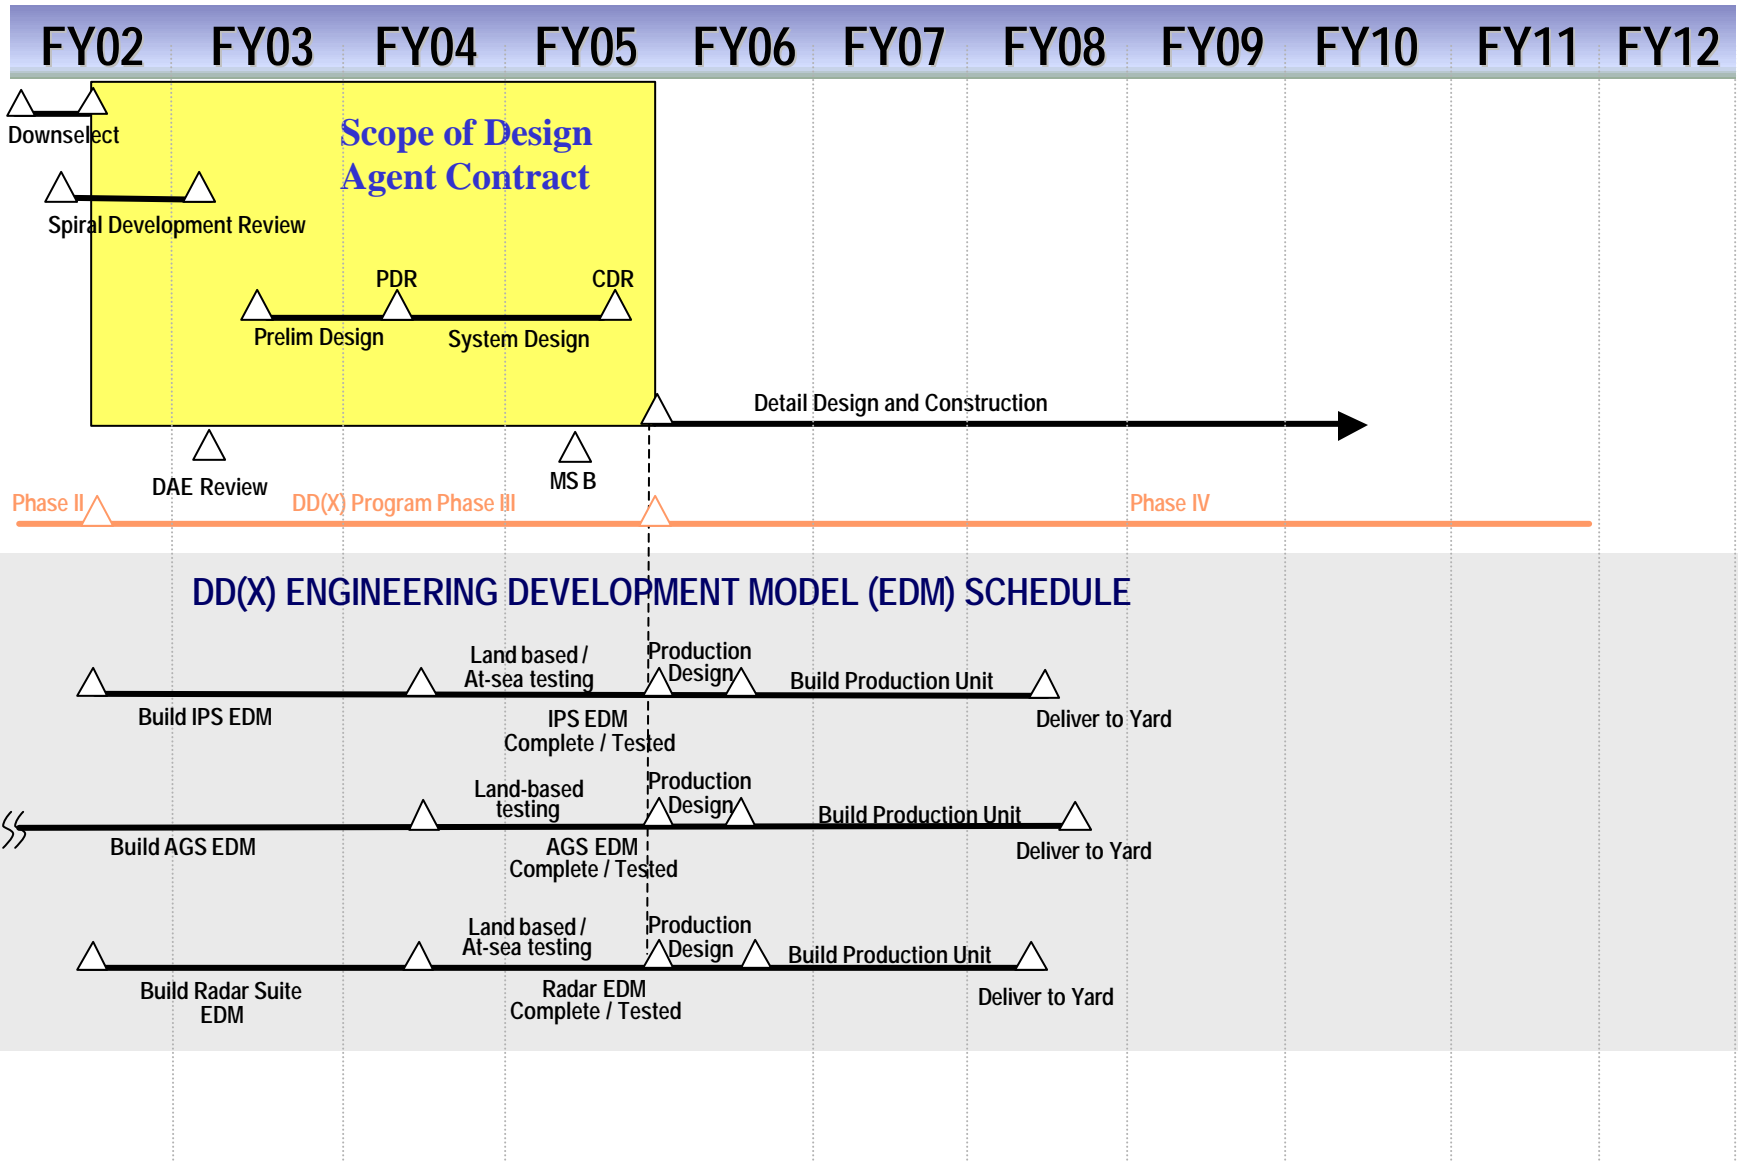 FY02 FY03 FY04 FY05 FY06 FY07 FY08 FY09 FY10 FY11 FY12
Downselect
Scope of Design
Agent Contract
Spiral Development Review
PDR
CDR
Prelim Design
System Design
Detail Design and Construction
DAE Review
MS B
Phase II
DD(X) Program Phase III
Phase IV
DD(X) ENGINEERING DEVELOPMENT MODEL (EDM) SCHEDULE
Land based /
At-sea testing
Production
Design
Build Production Unit
Build IPS EDM
IPS EDM
Complete / Tested
Deliver to Yard
Land-based
testing
Production
Design
Build Production Unit
Build AGS EDM
AGS EDM
Complete / Tested
Deliver to Yard
Land based /
At-sea testing
Production
Design
Build Production Unit
Build Radar Suite
EDM
Radar EDM
Complete / Tested
Deliver to Yard